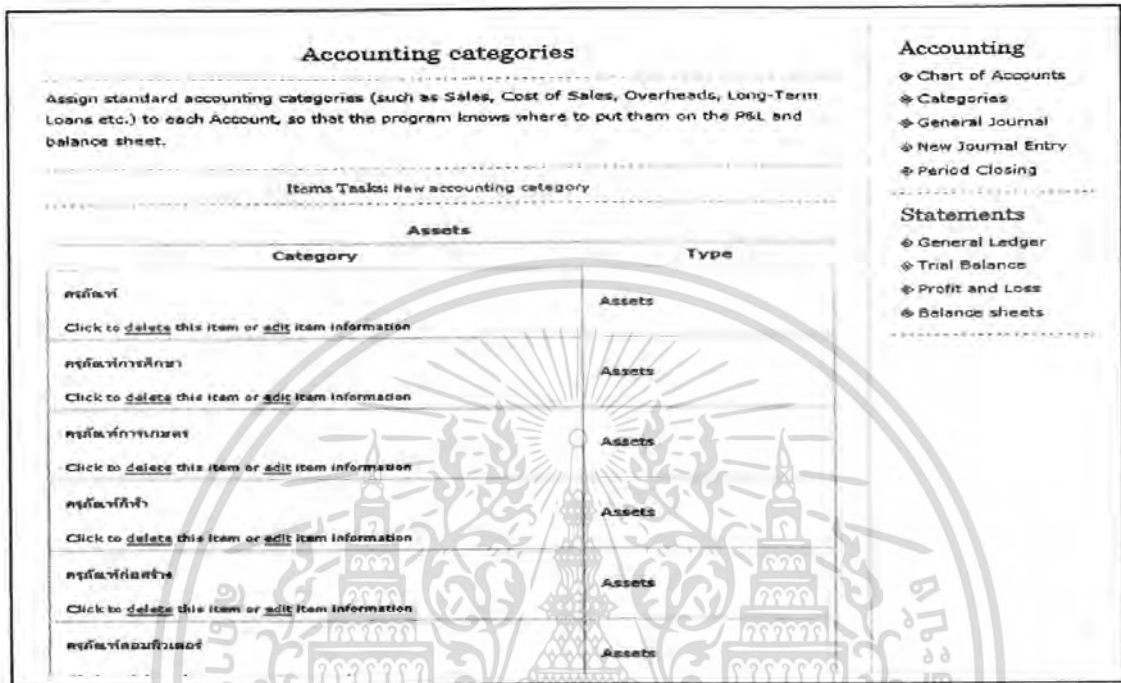 Accounting categories
Assign standard accounting categories (such as Sales, Cost of Sales, Overheads, Long-Term
Loans etc.) to each Account, so that the program knows where to put them on the P&L and
balance sheet.
Items Tasks: New accounting category
Assets
Category Type
ครุภัณฑ์
Assets
Click to delete this item or edit item information
ครุภัณฑ์การศึกษา
Assets
Click to delete this item or edit item information
ครุภัณฑ์การเกษตร
Assets
Click to delete this item or edit item information
ครุภัณฑ์กีฬา
Assets
Click to delete this item or edit item information
ครุภัณฑ์ก่อสร้าง
Assets
Click to delete this item or edit item information
ครุภัณฑ์คอมพิวเตอร์
Assets
Accounting
Chart of Accounts
Categories
General Journal
New Journal Entry
Period Closing
Statements
General Ledger
Trial Balance
Profit and Loss
Balance sheets